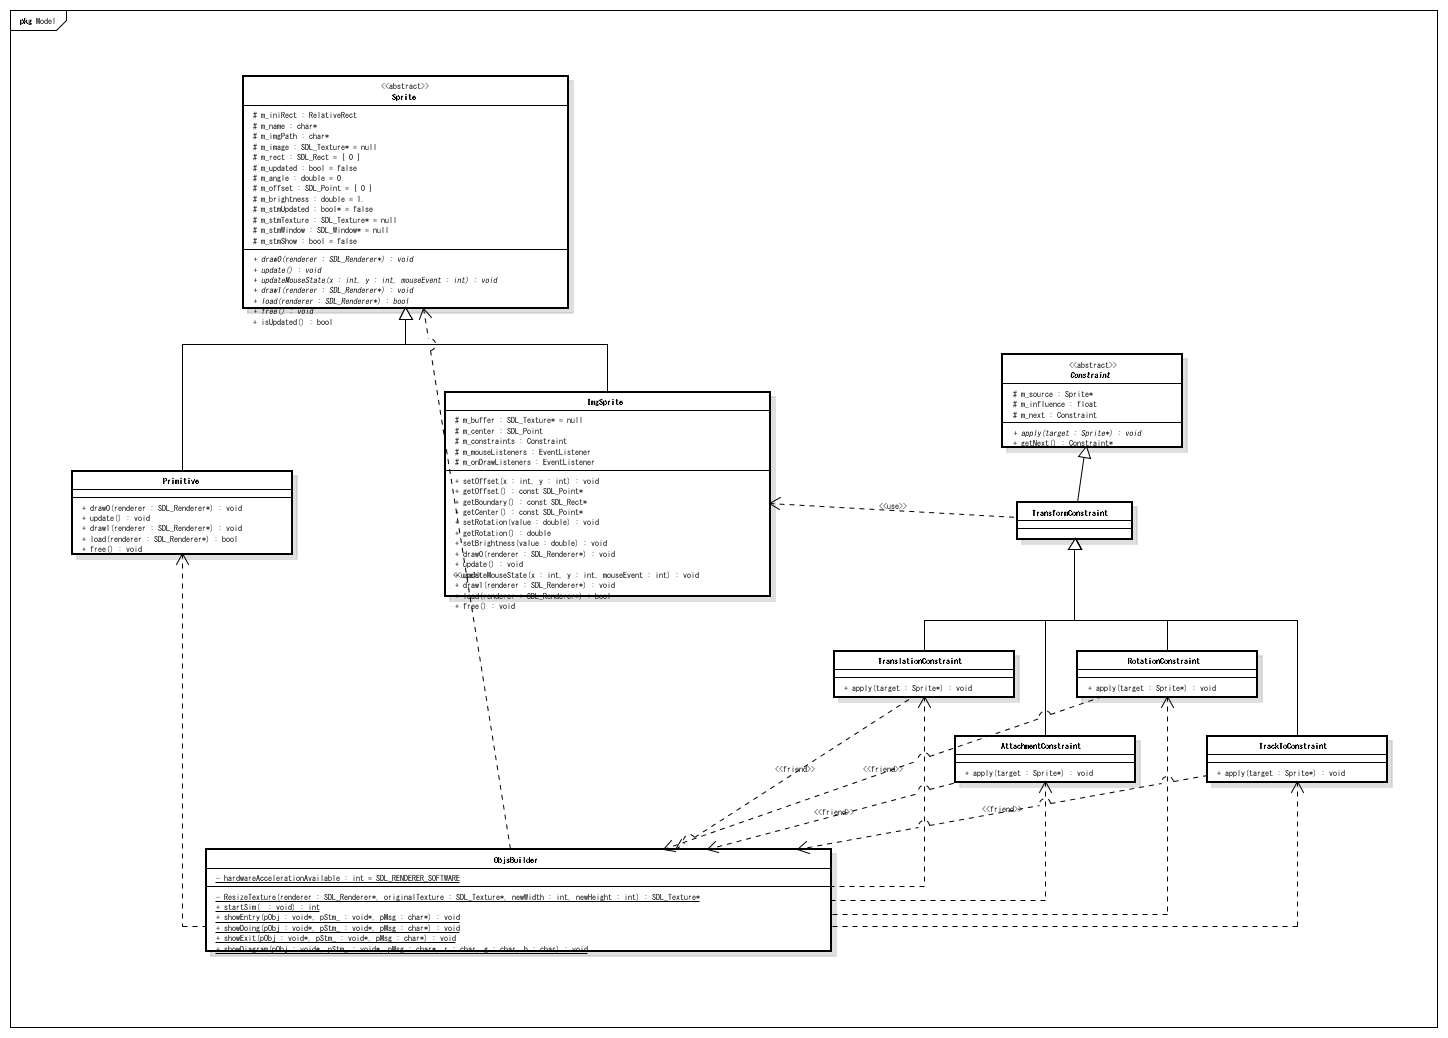 pkg Model
<<abstract>>
Sprite
# m_iniRect : RelativeRect
# m_name : char*
# m_imgPath : char*
# m_image : SDL_Texture* = null
# m_rect : SDL_Rect = [ 0 ]
# m_updated : bool = false
# m_angle : double = 0
# m_offset : SDL_Point = [ 0 ]
# m_brightness : double = 1.
# m_stmUpdated : bool* = false
# m_stmTexture : SDL_Texture* = null
# m_stmWindow : SDL_Window* = null
# m_stmShow : bool = false
+ draw0(renderer : SDL_Renderer*) : void
+ update() : void
+ updateMouseState(x : int, y : int, mouseEvent : int) : void
+ draw1(renderer : SDL_Renderer*) : void
+ load(renderer : SDL_Renderer*) : bool
+ free() : void
+ isUpdated() : bool
<<abstract>>
Constraint
# m_source : Sprite*
# m_influence : float
# m_next : Constraint
+ apply(target : Sprite*) : void
+ getNext() : Constraint*
ImgSprite
# m_buffer : SDL_Texture* = null
# m_center : SDL_Point
# m_constraints : Constraint
# m_mouseListeners : EventListener
# m_onDrawListeners : EventListener
+ setOffset(x : int, y : int) : void
+ getOffset() : const SDL_Point*
+ getBoundary() : const SDL_Rect*
+ getCenter() : const SDL_Point*
+ setRotation(value : double) : void
+ getRotation() : double
+ setBrightness(value : double) : void
+ draw0(renderer : SDL_Renderer*) : void
+ update() : void
+ updateMouseState(x : int, y : int, mouseEvent : int) : void
+ draw1(renderer : SDL_Renderer*) : void
+ load(renderer : SDL_Renderer*) : bool
+ free() : void
Primitive
+ draw0(renderer : SDL_Renderer*) : void
+ update() : void
+ draw1(renderer : SDL_Renderer*) : void
+ load(renderer : SDL_Renderer*) : bool
+ free() : void
<<use>>
TransformConstraint
TranslationConstraint
+ apply(target : Sprite*) : void
RotationConstraint
+ apply(target : Sprite*) : void
AttachmentConstraint
+ apply(target : Sprite*) : void
TrackToConstraint
+ apply(target : Sprite*) : void
<<friend>>
<<friend>>
<<friend>>
<<friend>>
ObjsBuilder
- hardwareAccelerationAvailable : int = SDL_RENDERER_SOFTWARE
- ResizeTexture(renderer : SDL_Renderer*, originalTexture : SDL_Texture*, newWidth : int, newHeight : int) : SDL_Texture*
+ startSim( : void) : int
+ showEntry(pObj : void*, pStm_ : void*, pMsg : char*) : void
+ showDoing(pObj : void*, pStm_ : void*, pMsg : char*) : void
+ showExit(pObj : void*, pStm_ : void*, pMsg : char*) : void
+ showDiagram(pObj : void*, pStm_ : void*, pMsg : char*, r : char, g : char, b : char) : void